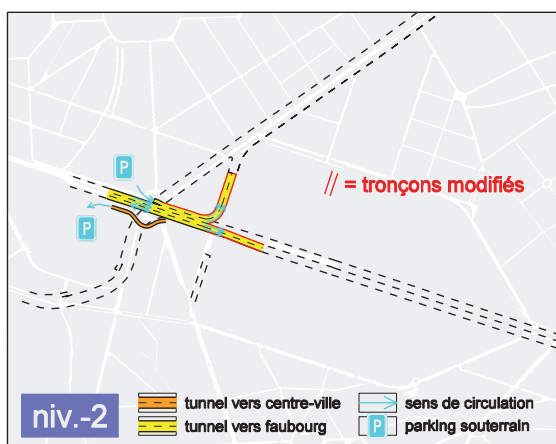 P
// = tronçons modifiés
P
niv.-2
tunnel vers centre-ville
sens de circulation
tunnel vers faubourg
P
parking souterrain